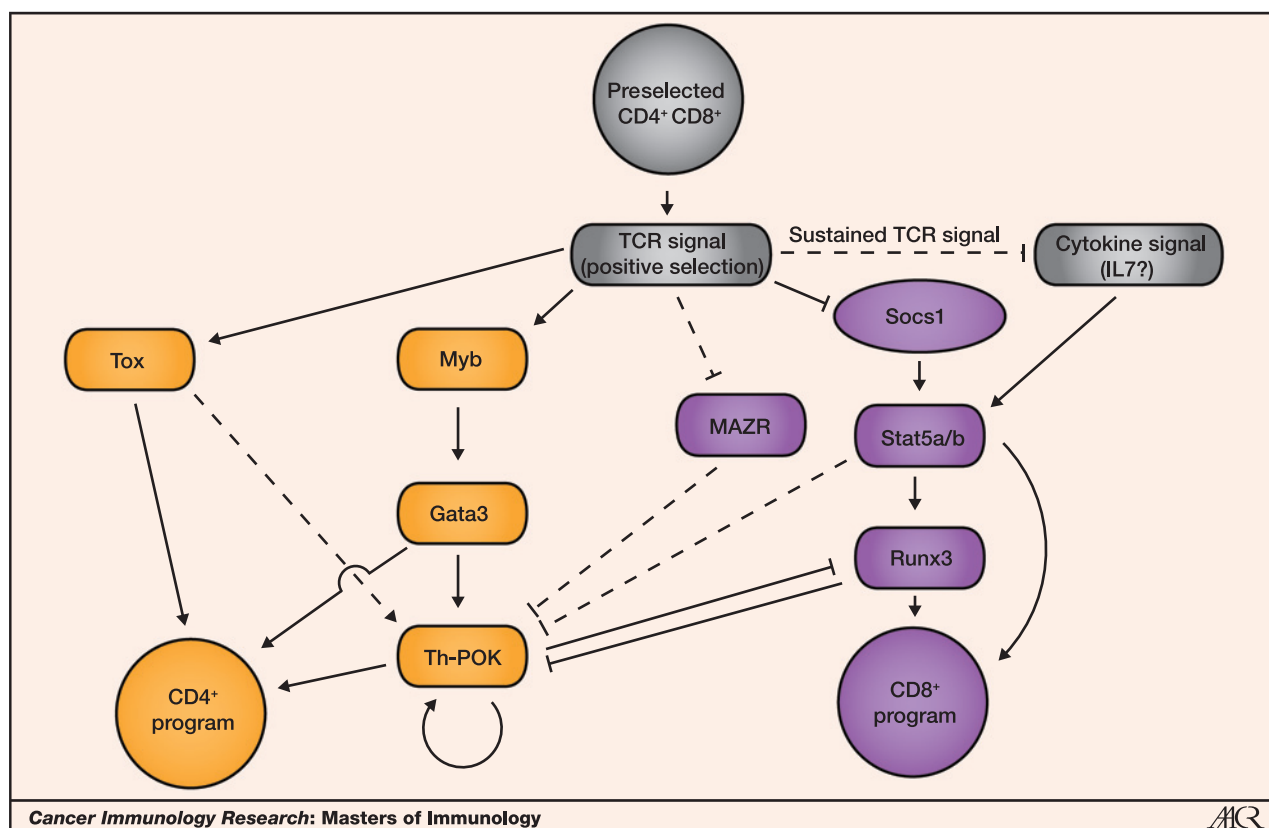 Preselected
CD4⁺ CD8⁺
TCR signal
(positive selection)
Sustained TCR signal
Cytokine signal
(IL7?)
Socs1
Tox
Myb
MAZR
Stat5a/b
Gata3
Runx3
Th-POK
CD4⁺
program
CD8⁺
program
Cancer Immunology Research: Masters of Immunology
AACR